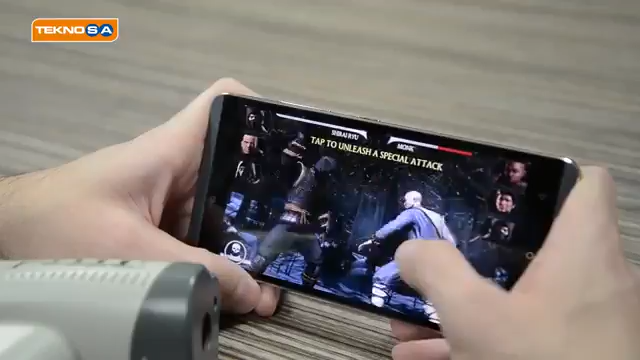 TEKNOSA
SHIRAI RYU
MONK
TAP TO UNLEASH A SPECIAL ATTACK